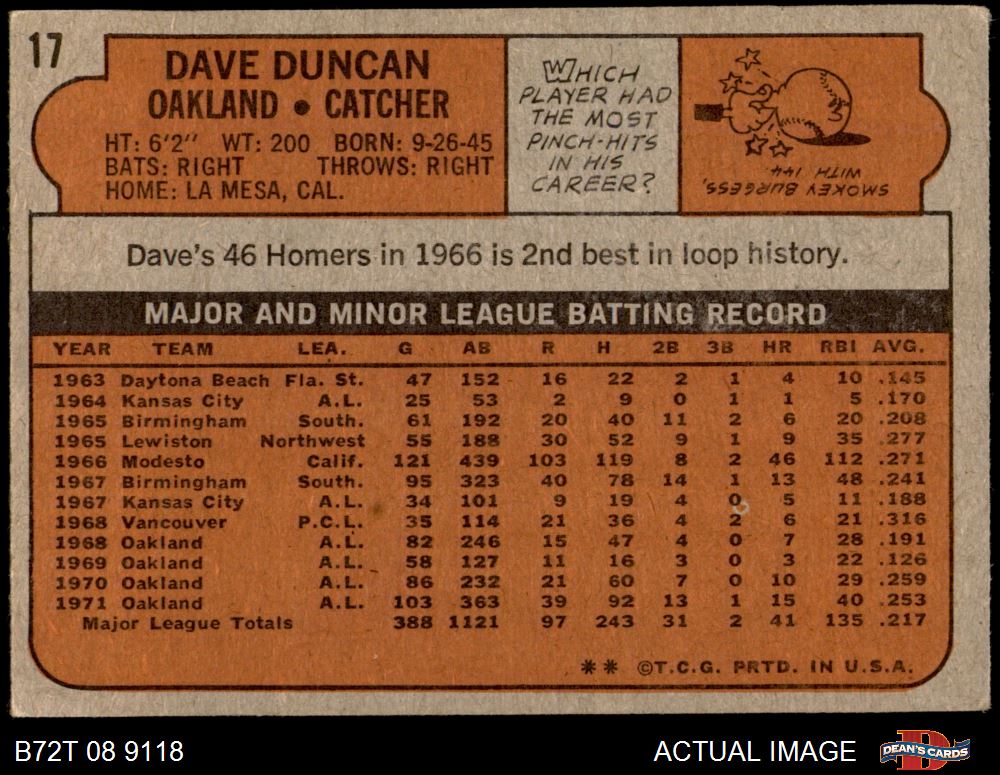 17
DAVE DUNCAN
OAKLAND • CATCHER
HT: 6'2" WT: 200 BORN: 9-26-45
BATS: RIGHT THROWS: RIGHT
HOME: LA MESA, CAL.
WHICH
PLAYER HAD
THE MOST
PINCH-HITS
IN HIS
CAREER?
SMOKEY BURGESS,
WITH 144.
Dave's 46 Homers in 1966 is 2nd best in loop history.
MAJOR AND MINOR LEAGUE BATTING RECORD
YEAR TEAM LEA. G AB R H 2B 3B HR RBI AVG.
1963 Daytona Beach Fla. St. 47 152 16 22 2 1 4 10 .145
1964 Kansas City A.L. 25 53 2 9 0 1 1 5 .170
1965 Birmingham South. 61 192 20 40 11 2 6 20 .208
1965 Lewiston Northwest 55 188 30 52 9 1 9 35 .277
1966 Modesto Calif. 121 439 103 119 8 2 46 112 .271
1967 Birmingham South. 95 323 40 78 14 1 13 48 .241
1967 Kansas City A.L. 34 101 9 19 4 0 5 11 .188
1968 Vancouver P.C.L. 35 114 21 36 4 2 6 21 .316
1968 Oakland A.L. 82 246 15 47 4 0 7 28 .191
1969 Oakland A.L. 58 127 11 16 3 0 3 22 .126
1970 Oakland A.L. 86 232 21 60 7 0 10 29 .259
1971 Oakland A.L. 103 363 39 92 13 1 15 40 .253
Major League Totals 388 1121 97 243 31 2 41 135 .217
** ©T.C.G. PRTD. IN U.S.A.
B72T 08 9118 ACTUAL IMAGE DEAN'S CARDS